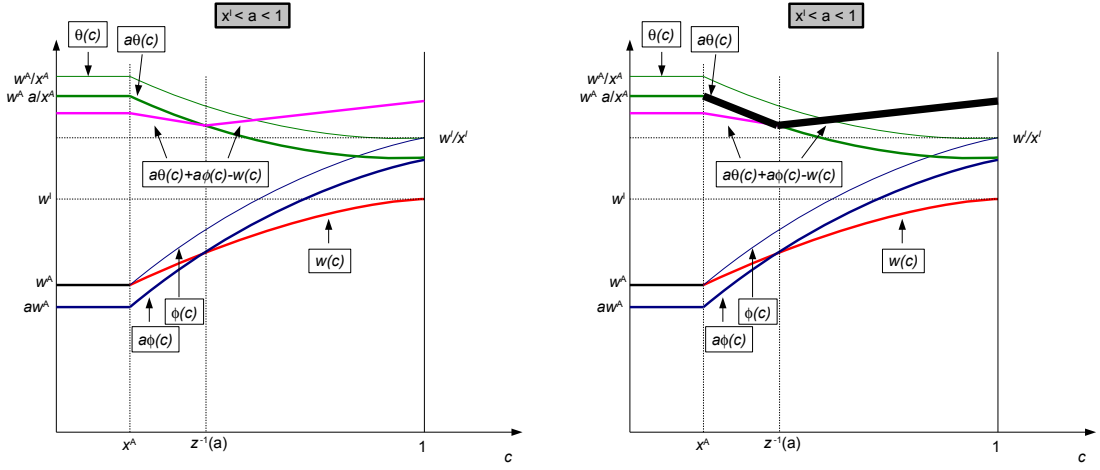 xᴵ < a < 1
θ(c)
aθ(c)
wᴬ/xᴬ
wᴬ a/xᴬ
wᴵ/xᴵ
aθ(c)+aϕ(c)-w(c)
wᴵ
w(c)
wᴬ
awᴬ
ϕ(c)
aϕ(c)
xᴬ
z⁻¹(a)
1
c
xᴵ < a < 1
θ(c)
aθ(c)
wᴬ/xᴬ
wᴬ a/xᴬ
wᴵ/xᴵ
aθ(c)+aϕ(c)-w(c)
wᴵ
w(c)
wᴬ
awᴬ
ϕ(c)
aϕ(c)
xᴬ
z⁻¹(a)
1
c